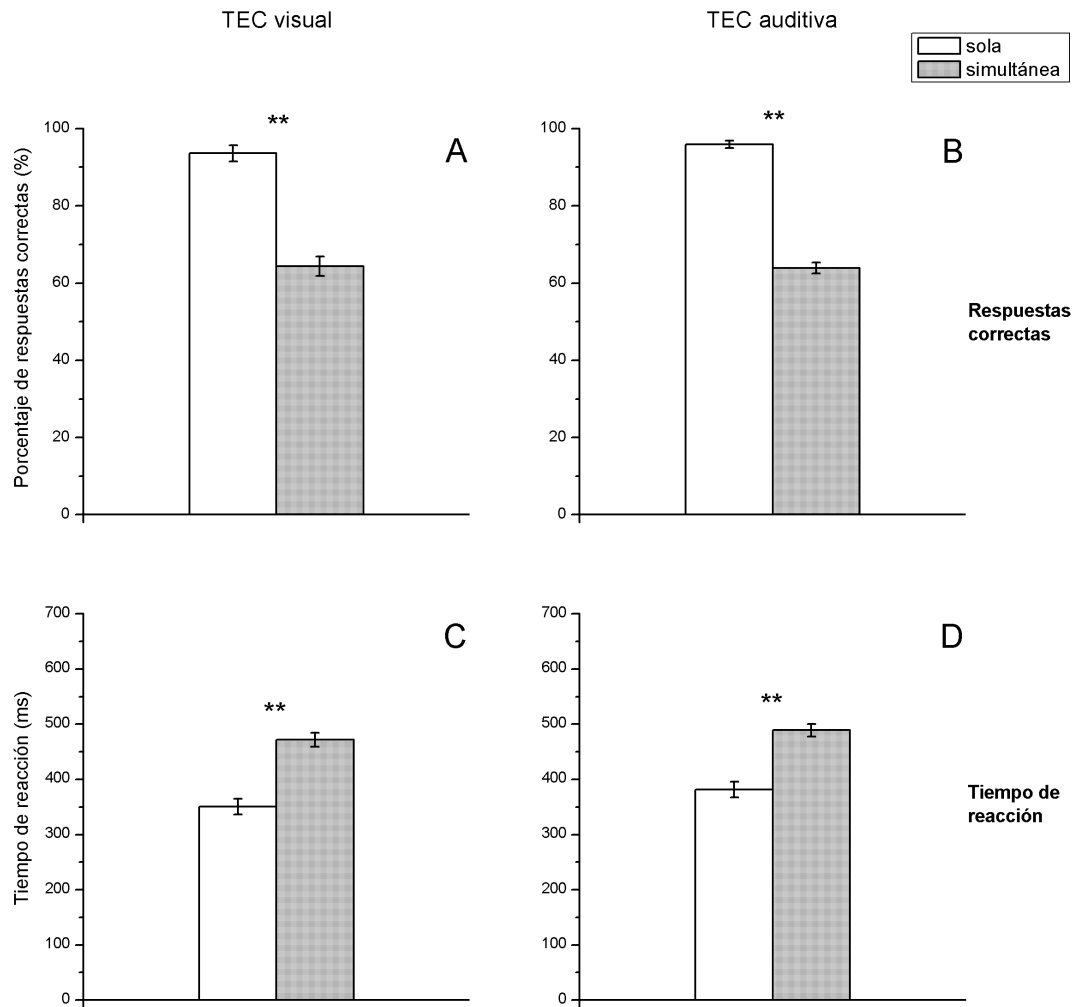 TEC visual
TEC auditiva
sola
simultánea
**
**
A
B
100
80
60
40
20
0
100
80
60
40
20
0
Porcentaje de respuestas correctas (%)
Respuestas
correctas
C
D
700
600
500
400
300
200
100
0
700
600
500
400
300
200
100
0
**
**
Tiempo de reacción (ms)
Tiempo de
reacción